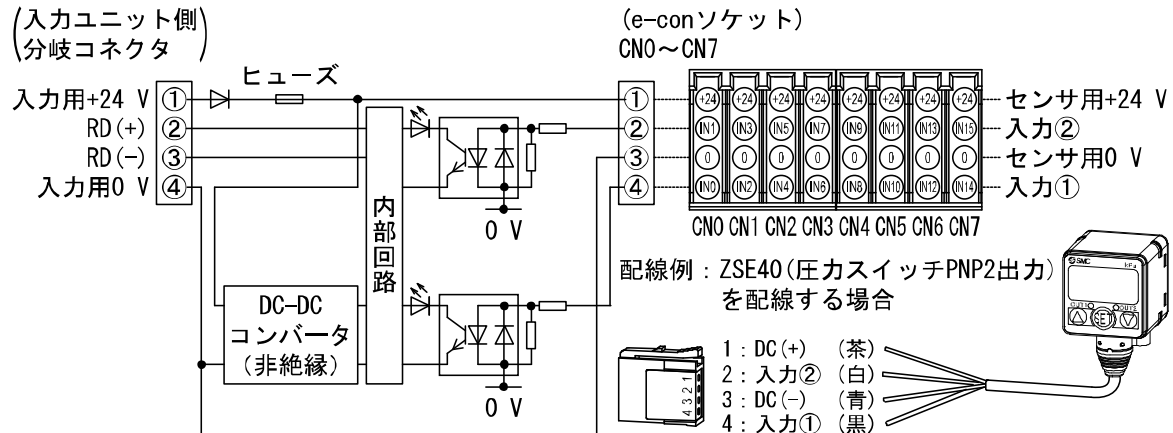 (入力ユニット側)
分岐コネクタ
入力用+24 V ①
RD(+) ②
RD(-) ③
入力用0 V ④
ヒューズ
内部回路
DC-DC
コンバータ
(非絶縁)
0 V
0 V
(e-conソケット)
CN0～CN7
①
②
③
④
+24 +24 +24 +24 +24 +24 +24 +24
IN1 IN3 IN5 IN7 IN9 IN11 IN13 IN15
0 0 0 0 0 0 0 0
IN0 IN2 IN4 IN6 IN8 IN10 IN12 IN14
センサ用+24 V
入力②
センサ用0 V
入力①
CN0 CN1 CN2 CN3 CN4 CN5 CN6 CN7
配線例：ZSE40(圧力スイッチPNP2出力)
を配線する場合
4 3 2 1
1：DC(+) (茶)
2：入力② (白)
3：DC(-) (青)
4：入力① (黒)
SMC
kPa
OUT1 OUT2
SET